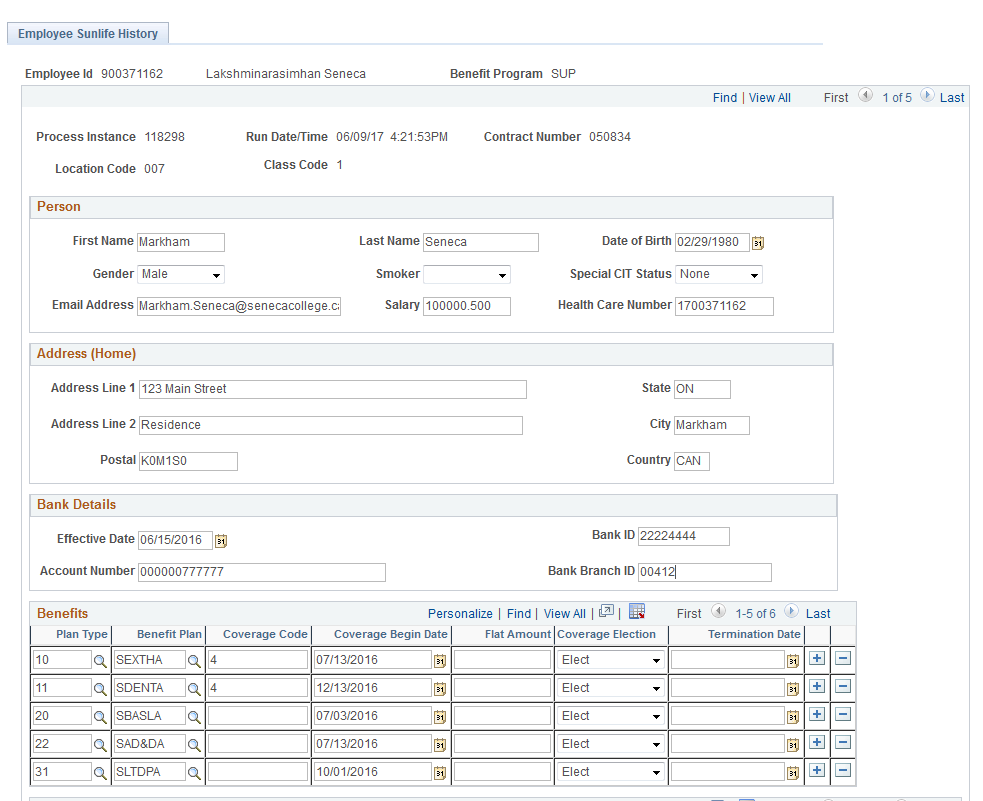 Employee Sunlife History
Employee Id 900371162 Lakshminarasimhan Seneca Benefit Program SUP
Find | View All First 1 of 5 Last
Process Instance 118298 Run Date/Time 06/09/17 4:21:53PM Contract Number 050834
Location Code 007 Class Code 1
Person
First Name Markham Last Name Seneca Date of Birth 02/29/1980
Gender Male Smoker Special CIT Status None
Email Address Markham.Seneca@senecacollege.c Salary 100000.500 Health Care Number 1700371162
Address (Home)
Address Line 1 123 Main Street State ON
Address Line 2 Residence City Markham
Postal K0M1S0 Country CAN
Bank Details
Effective Date 06/15/2016 Bank ID 22224444
Account Number 000000777777 Bank Branch ID 00412
Benefits Personalize | Find | View All | | First 1-5 of 6 Last
Plan Type Benefit Plan Coverage Code Coverage Begin Date Flat Amount Coverage Election Termination Date
10 SEXTHA 4 07/13/2016 Elect
11 SDENTA 4 12/13/2016 Elect
20 SBASLA 07/03/2016 Elect
22 SAD&DA 07/13/2016 Elect
31 SLTDPA 10/01/2016 Elect